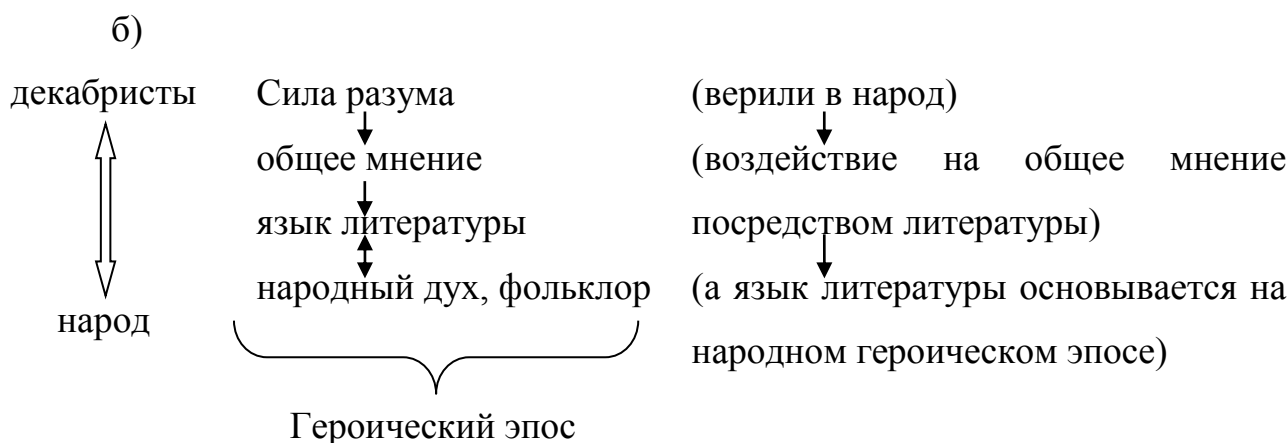 б)
декабристы Сила разума (верили в народ)
общее мнение (воздействие на общее мнение
язык литературы посредством литературы)
народный дух, фольклор (а язык литературы основывается на
народ народном героическом эпосе)
Героический эпос